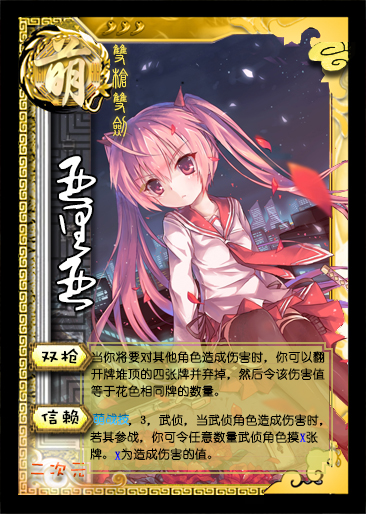 萌
雙槍雙劍
亚里亚
双枪
当你将要对其他角色造成伤害时，你可以翻
开牌堆顶的四张牌并弃掉，然后令该伤害值
等于花色相同牌的数量。
信赖
，3，武侦，当武侦角色造成伤害时，
若其参战，你可令任意数量武侦角色摸x张
牌。x为造成伤害的值。
二次元